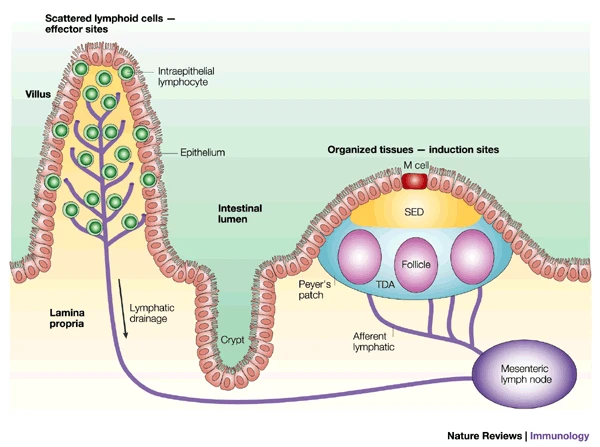 Scattered lymphoid cells —
effector sites
Intraepithelial
lymphocyte
Villus
Epithelium
Organized tissues — induction sites
M cell
SED
Intestinal
lumen
Follicle
Peyer's
patch
TDA
Lymphatic
drainage
Lamina
propria
Crypt
Afferent
lymphatic
Mesenteric
lymph node
Nature Reviews | Immunology